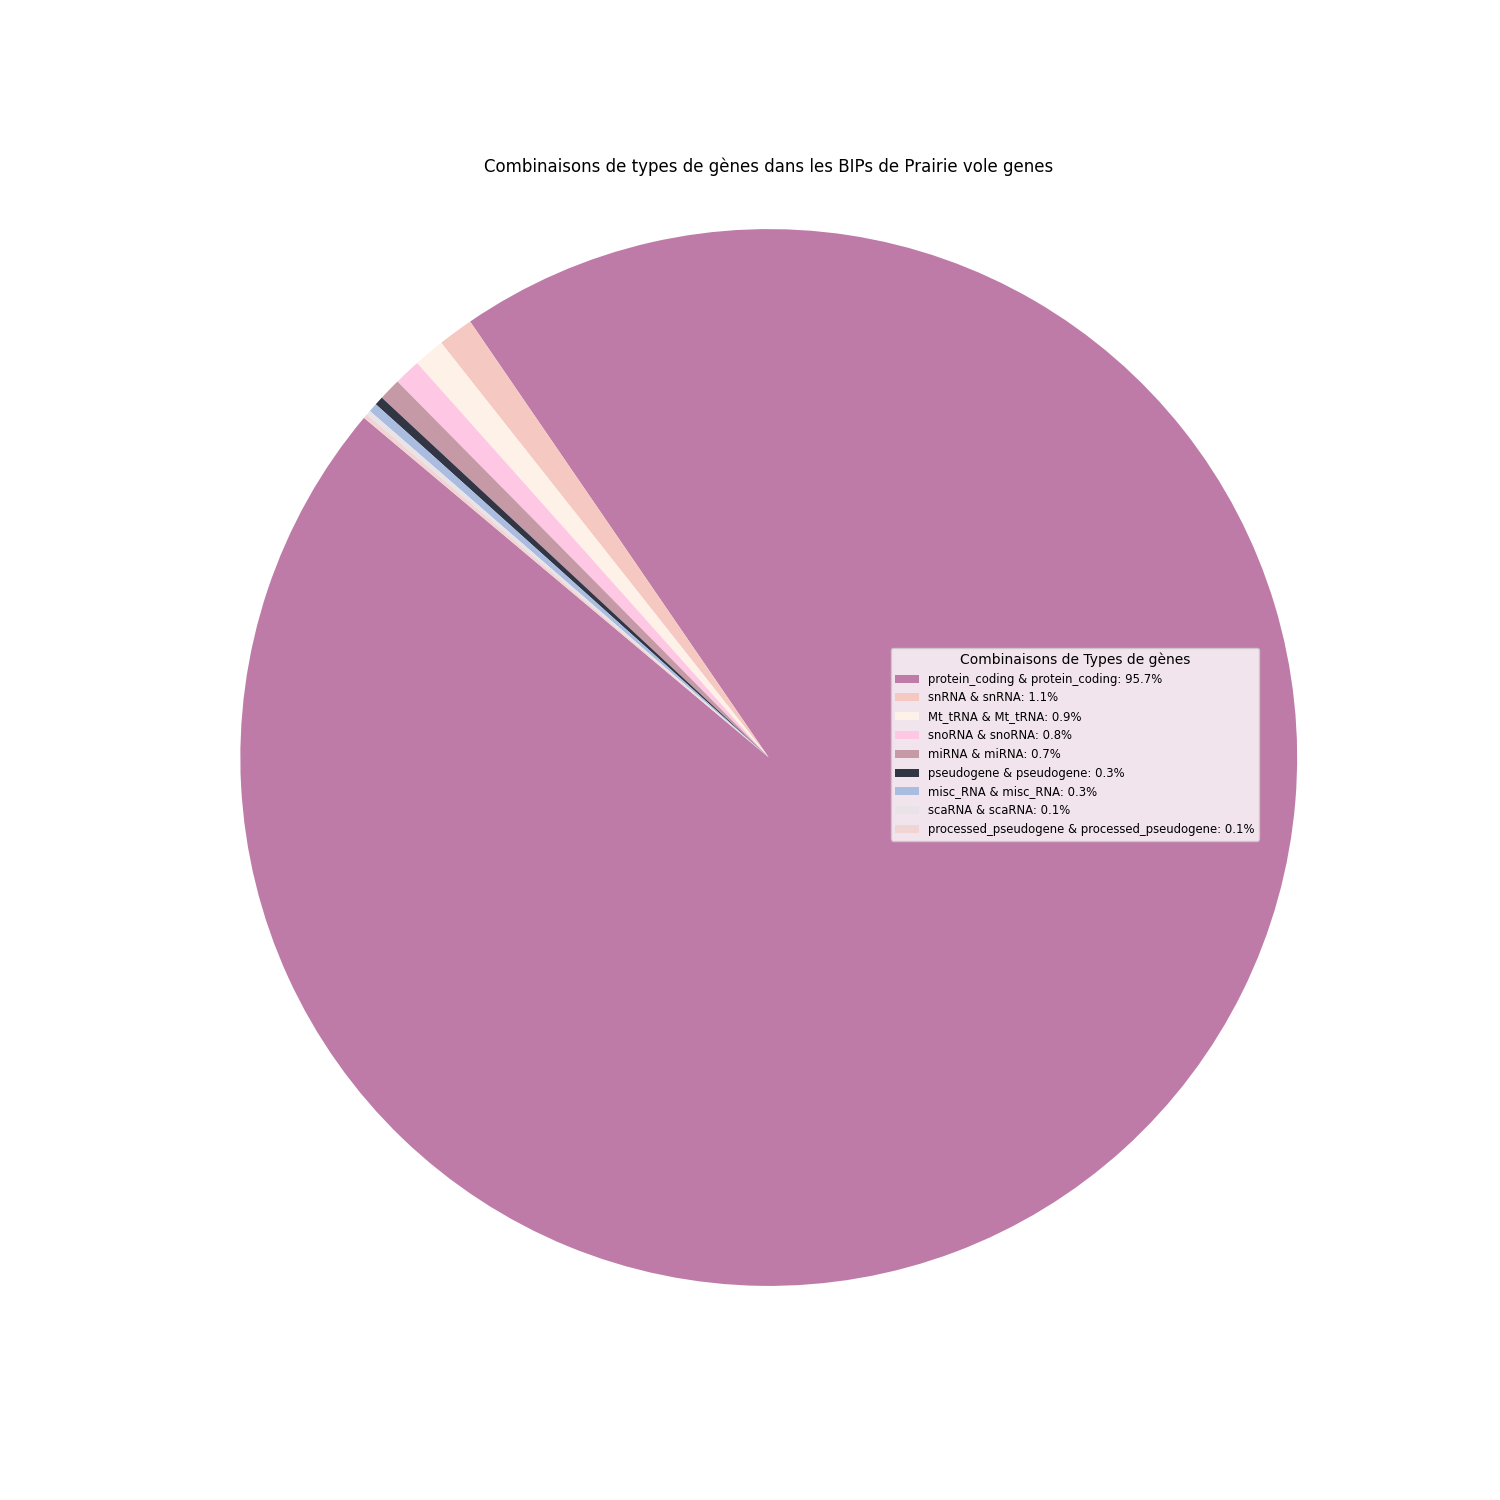 Combinaisons de types de gènes dans les BIPs de Prairie vole genes
Combinaisons de Types de gènes
protein_coding & protein_coding: 95.7%
snRNA & snRNA: 1.1%
Mt_tRNA & Mt_tRNA: 0.9%
snoRNA & snoRNA: 0.8%
miRNA & miRNA: 0.7%
pseudogene & pseudogene: 0.3%
misc_RNA & misc_RNA: 0.3%
scaRNA & scaRNA: 0.1%
processed_pseudogene & processed_pseudogene: 0.1%